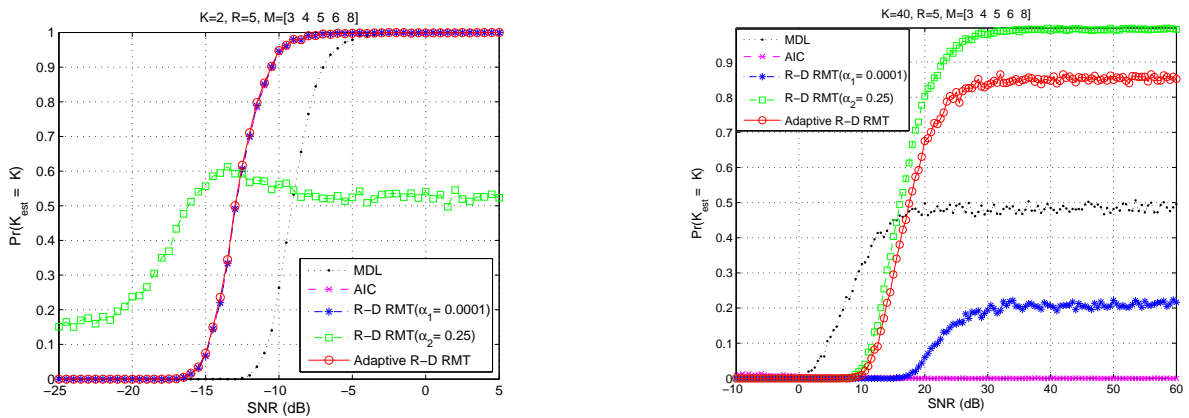 K=2, R=5, M=[3 4 5 6 8]
1
0.9
0.8
0.7
0.6
0.5
0.4
0.3
0.2
0.1
0
Pr(K_est = K)
MDL
AIC
R-D RMT(α₁= 0.0001)
R-D RMT(α₂= 0.25)
Adaptive R-D RMT
-25 -20 -15 -10 -5 0 5
SNR (dB)
K=40, R=5, M=[3 4 5 6 8]
1
0.9
0.8
0.7
0.6
0.5
0.4
0.3
0.2
0.1
0
Pr(K_est = K)
MDL
AIC
R-D RMT(α₁= 0.0001)
R-D RMT(α₂= 0.25)
Adaptive R-D RMT
-10 0 10 20 30 40 50 60
SNR (dB)